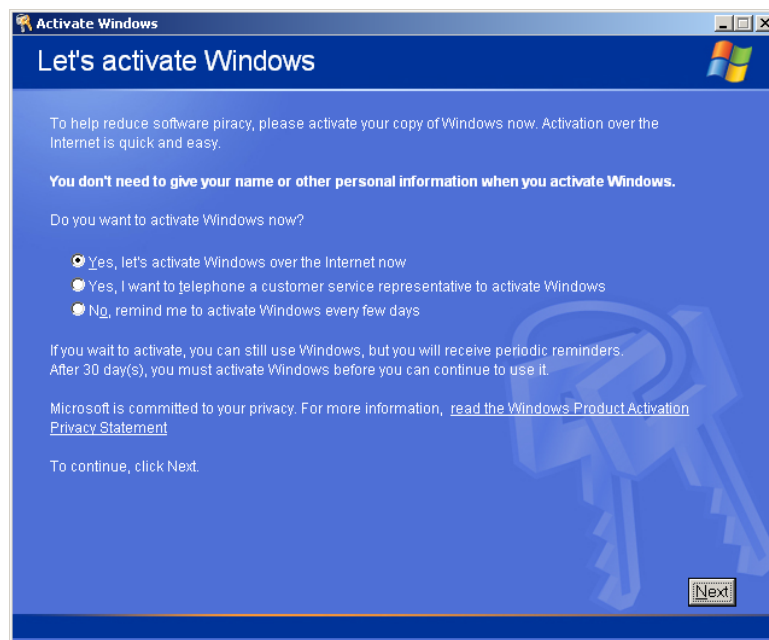 Activate Windows
Let's activate Windows
To help reduce software piracy, please activate your copy of Windows now. Activation over the
Internet is quick and easy.
You don't need to give your name or other personal information when you activate Windows.
Do you want to activate Windows now?
Yes, let's activate Windows over the Internet now
Yes, I want to telephone a customer service representative to activate Windows
No, remind me to activate Windows every few days
If you wait to activate, you can still use Windows, but you will receive periodic reminders.
After 30 day(s), you must activate Windows before you can continue to use it.
Microsoft is committed to your privacy. For more information, read the Windows Product Activation
Privacy Statement
To continue, click Next.
Next